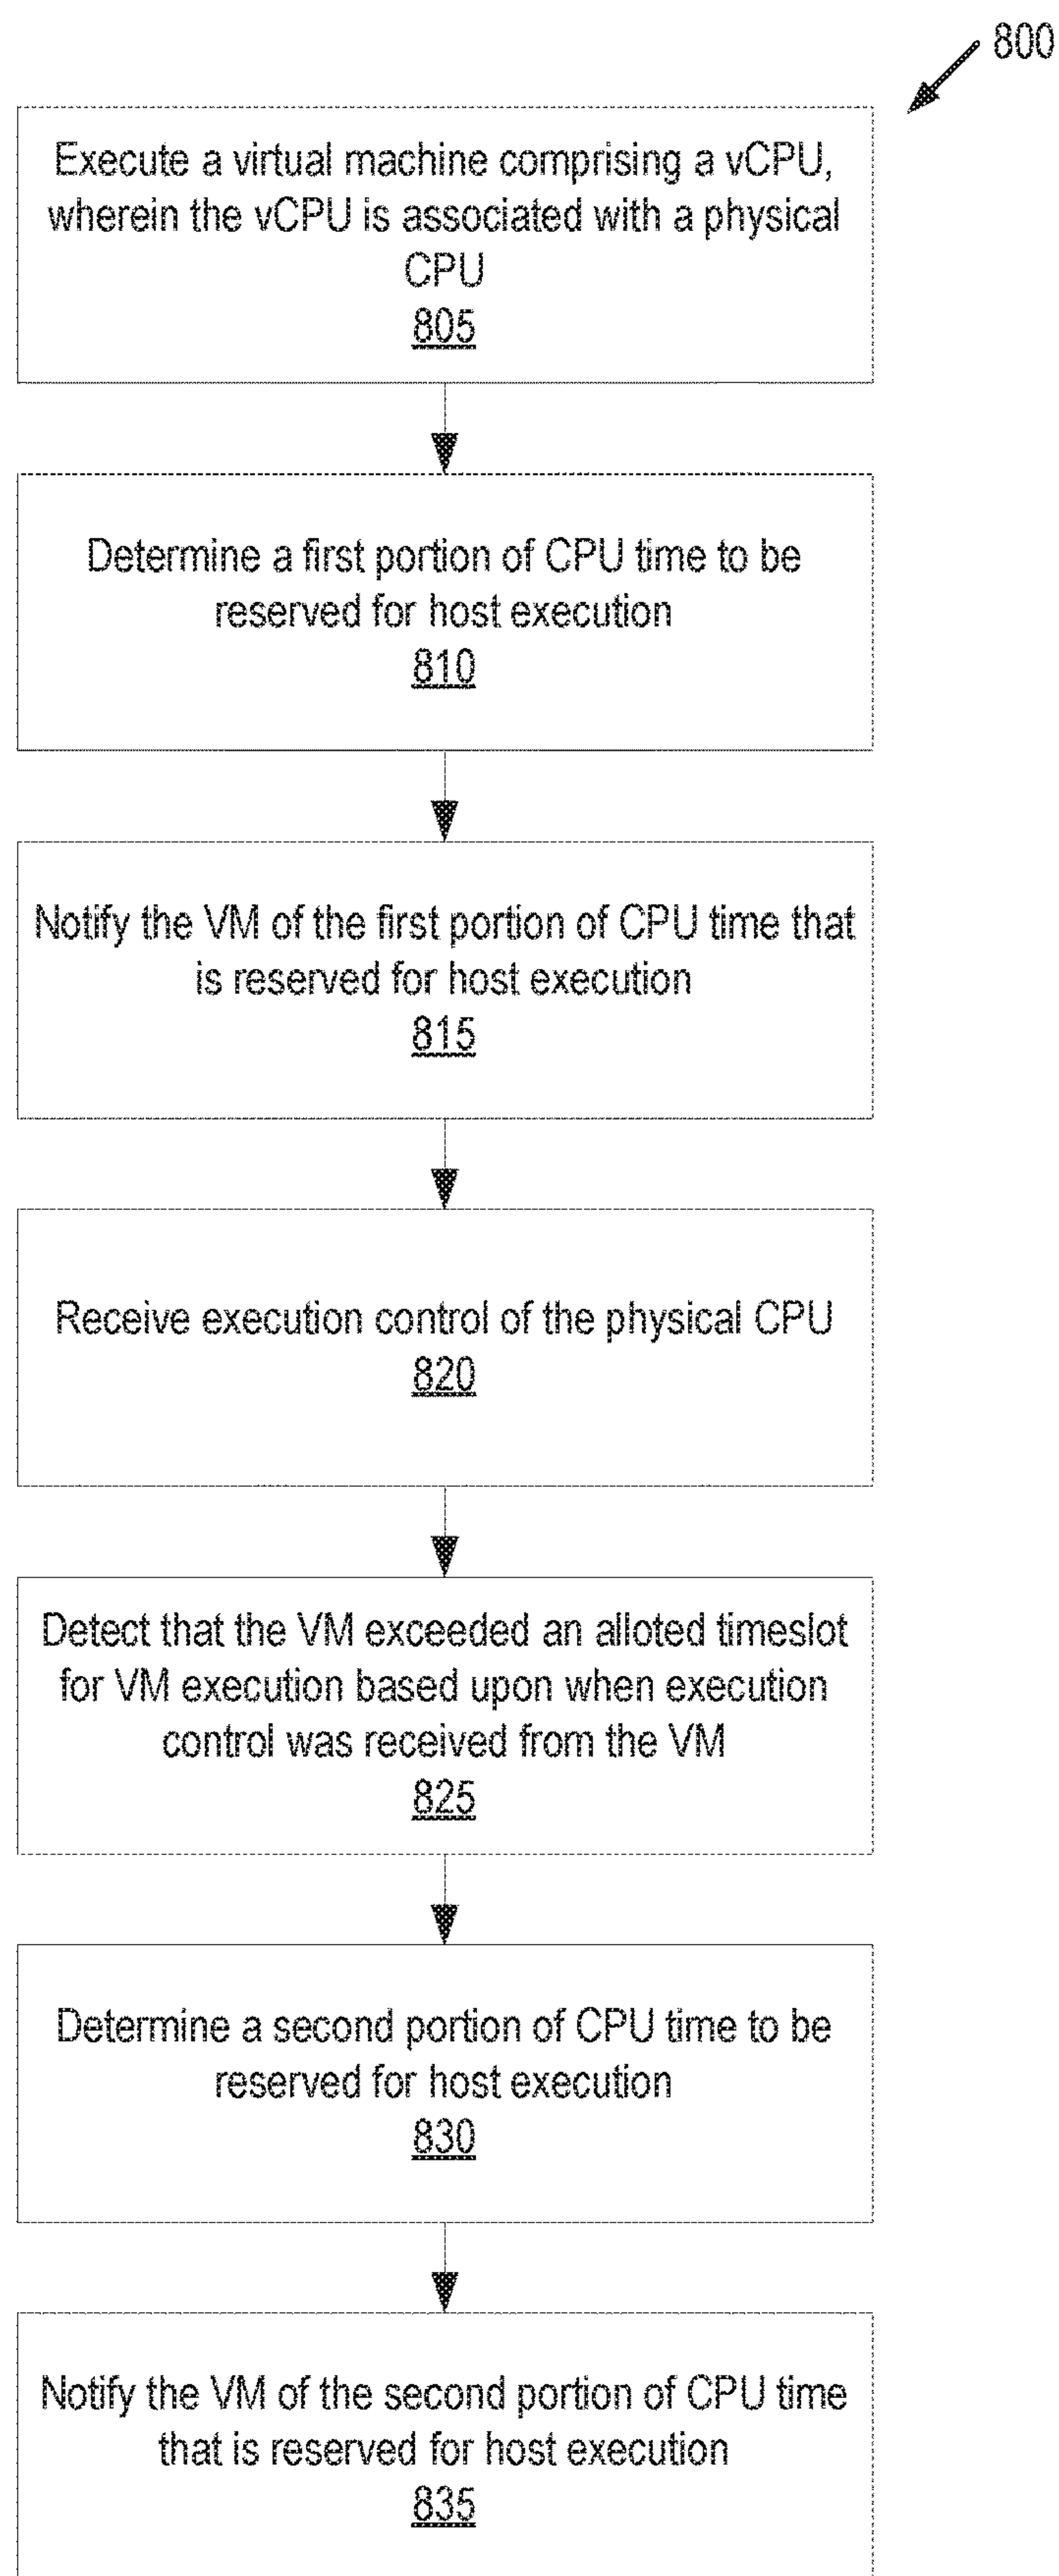 800
Execute a virtual machine comprising a vCPU,
wherein the vCPU is associated with a physical
CPU
805
Determine a first portion of CPU time to be
reserved for host execution
810
Notify the VM of the first portion of CPU time that
is reserved for host execution
815
Receive execution control of the physical CPU
820
Detect that the VM exceeded an alloted timeslot
for VM execution based upon when execution
control was received from the VM
825
Determine a second portion of CPU time to be
reserved for host execution
830
Notify the VM of the second portion of CPU time
that is reserved for host execution
835